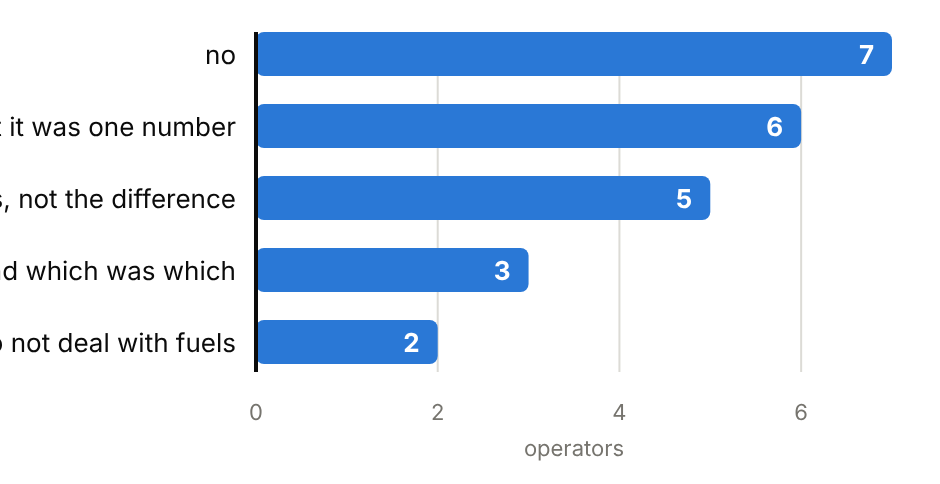 no
7
it was one number
6
not the difference
5
which was which
3
not deal with fuels
2
0 2 4 6
operators